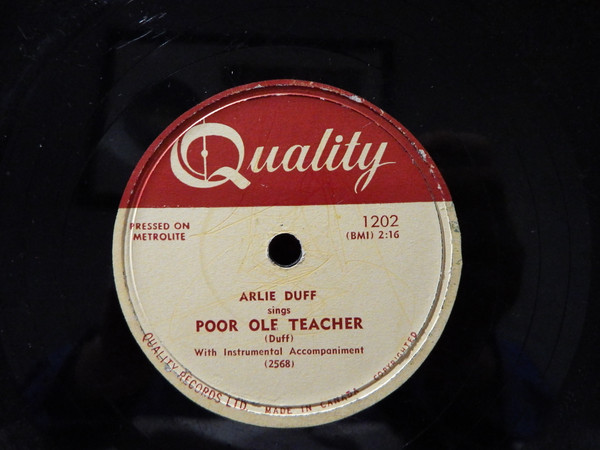 Quality
PRESSED ON
METROLITE
1202
(BMI) 2:16
ARLIE DUFF
sings
POOR OLE TEACHER
(Duff)
With Instrumental Accompaniment
(2568)
QUALITY RECORDS LTD. MADE IN CANADA COPYRIGHTED